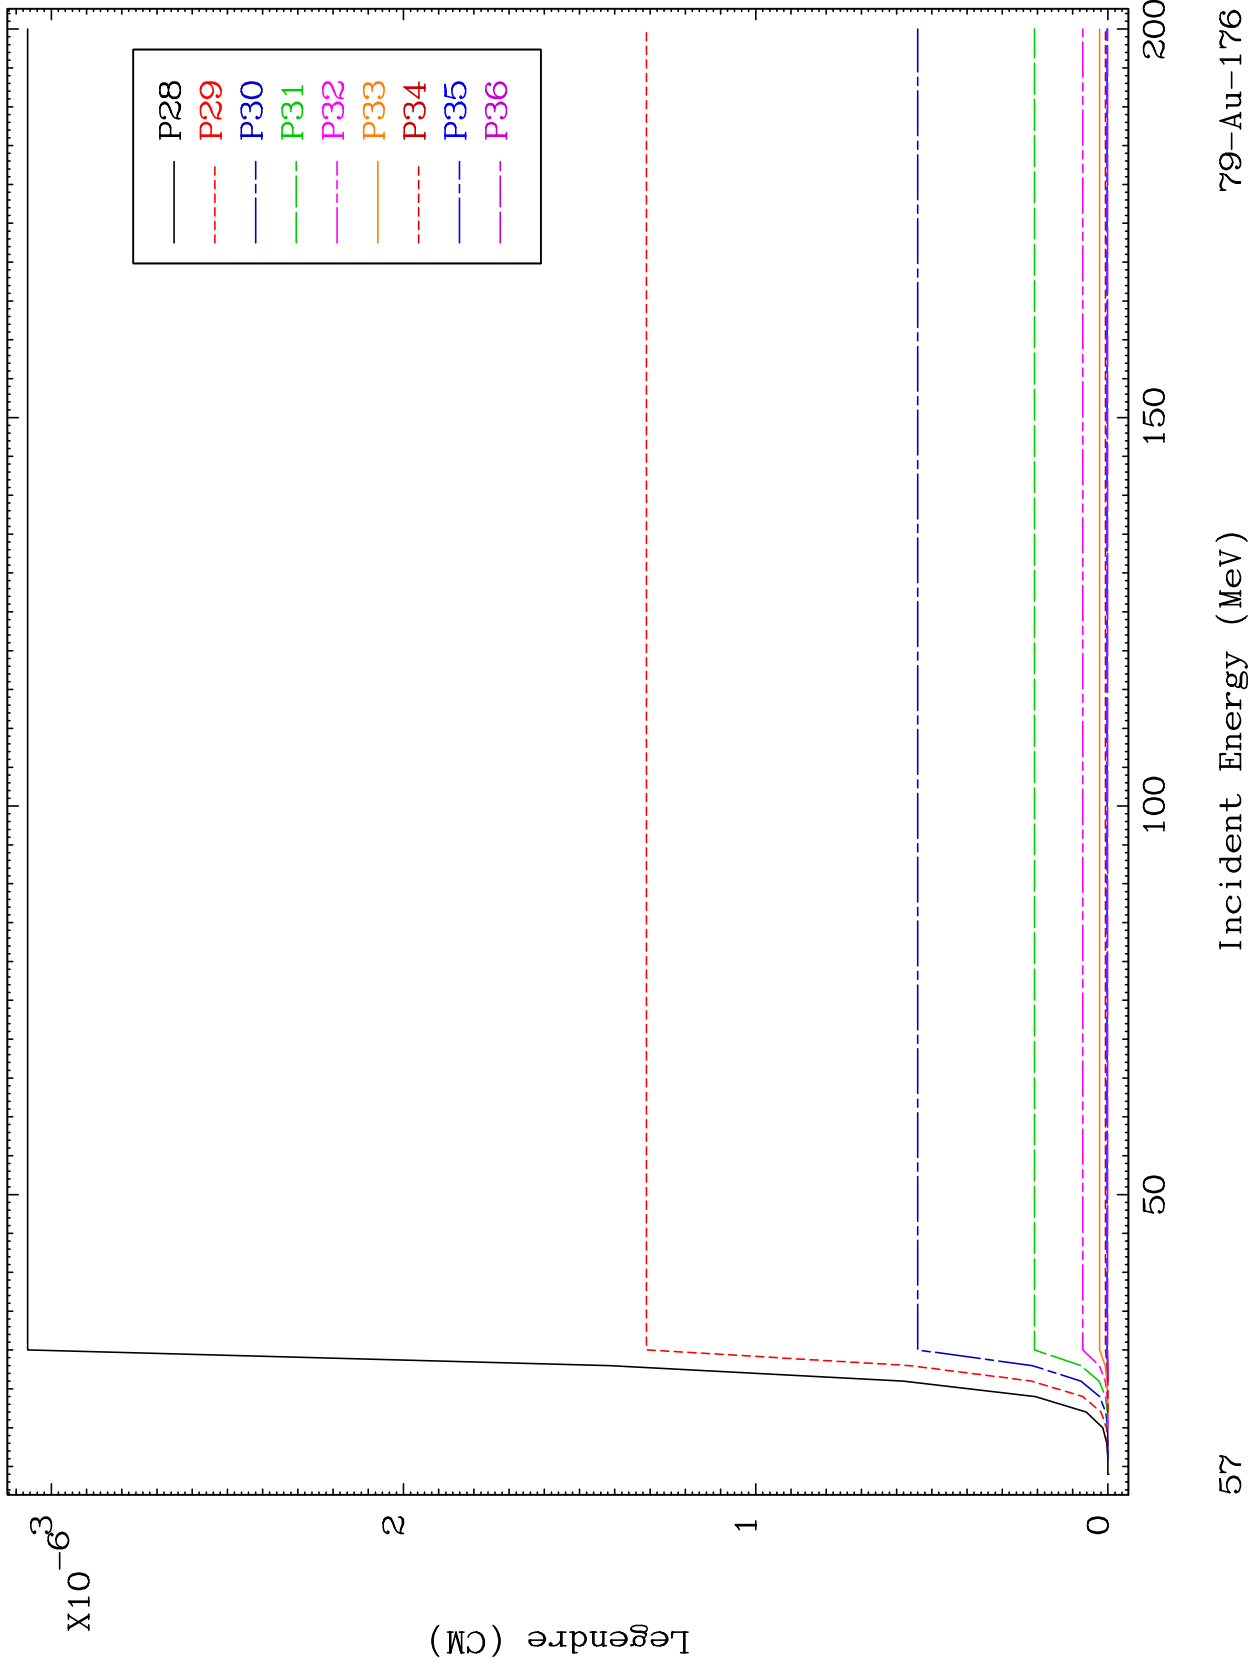 3
X10⁻⁶
2
1
0
Legendre (CM)
P28
P29
P30
P31
P32
P33
P34
P35
P36
50
100
150
200
Incident Energy (MeV)
57
79-Au-176